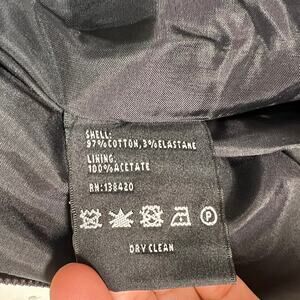 SHELL:
97%COTTON,3%ELASTANE
LINING:
100%ACETATE
RN:138420
P
DRY CLEAN